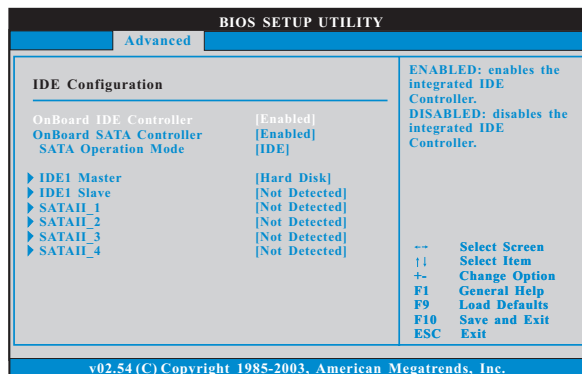 BIOS SETUP UTILITY
Advanced
IDE Configuration
OnBoard IDE Controller [Enabled]
OnBoard SATA Controller [Enabled]
SATA Operation Mode [IDE]
IDE1 Master [Hard Disk]
IDE1 Slave [Not Detected]
SATAII_1 [Not Detected]
SATAII_2 [Not Detected]
SATAII_3 [Not Detected]
SATAII_4 [Not Detected]
ENABLED: enables the
integrated IDE
Controller.
DISABLED: disables the
integrated IDE
Controller.
←→ Select Screen
↑↓ Select Item
+- Change Option
F1 General Help
F9 Load Defaults
F10 Save and Exit
ESC Exit
v02.54 (C) Copyright 1985-2003, American Megatrends, Inc.